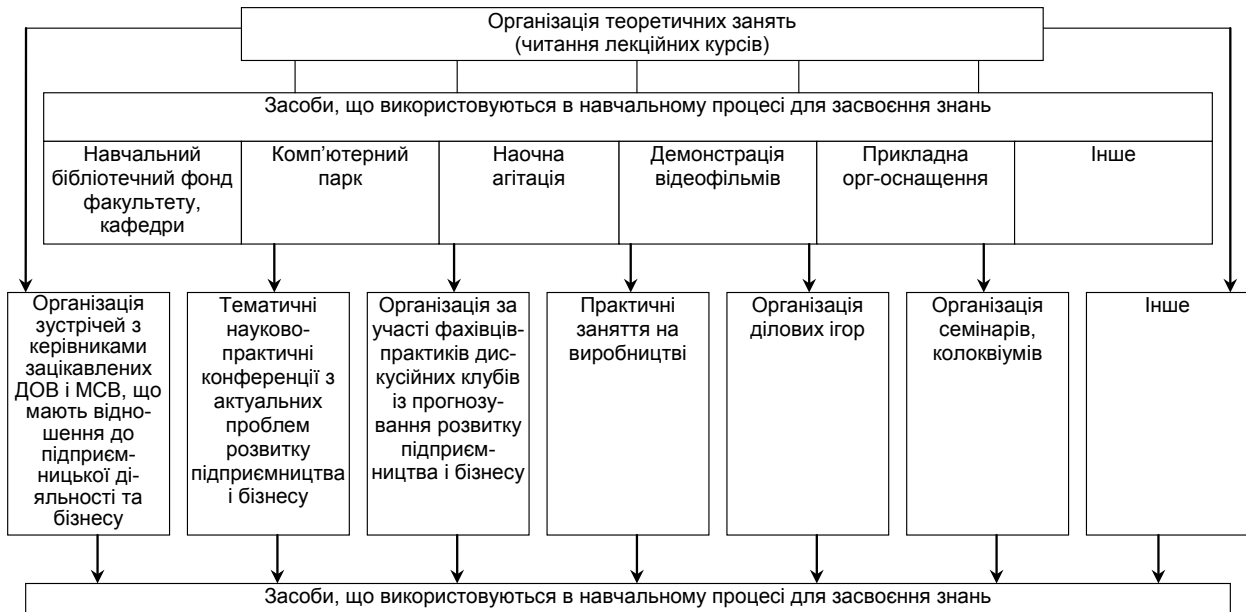 Організація теоретичних занять
(читання лекційних курсів)
Засоби, що використовуються в навчальному процесі для засвоєння знань
Навчальний
бібліотечний фонд
факультету,
кафедри
Комп’ютерний
парк
Наочна
агітація
Демонстрація
відеофільмів
Прикладна
орг-оснащення
Інше
Організація
зустрічей з
керівниками
зацікавлених
ДОВ і МСВ, що
мають відно-
шення до
підприєм-
ницької ді-
яльності та
бізнесу
Тематичні
науково-
практичні
конференції з
актуальних
проблем
розвитку
підприємництва
і бізнесу
Організація за
участі фахівців-
практиків дис-
кусійних клубів
із прогнозу-
вання розвитку
підприєм-
ництва і бізнесу
Практичні
заняття на
виробництві
Організація
ділових ігор
Організація
семінарів,
колоквіумів
Інше
Засоби, що використовуються в навчальному процесі для засвоєння знань